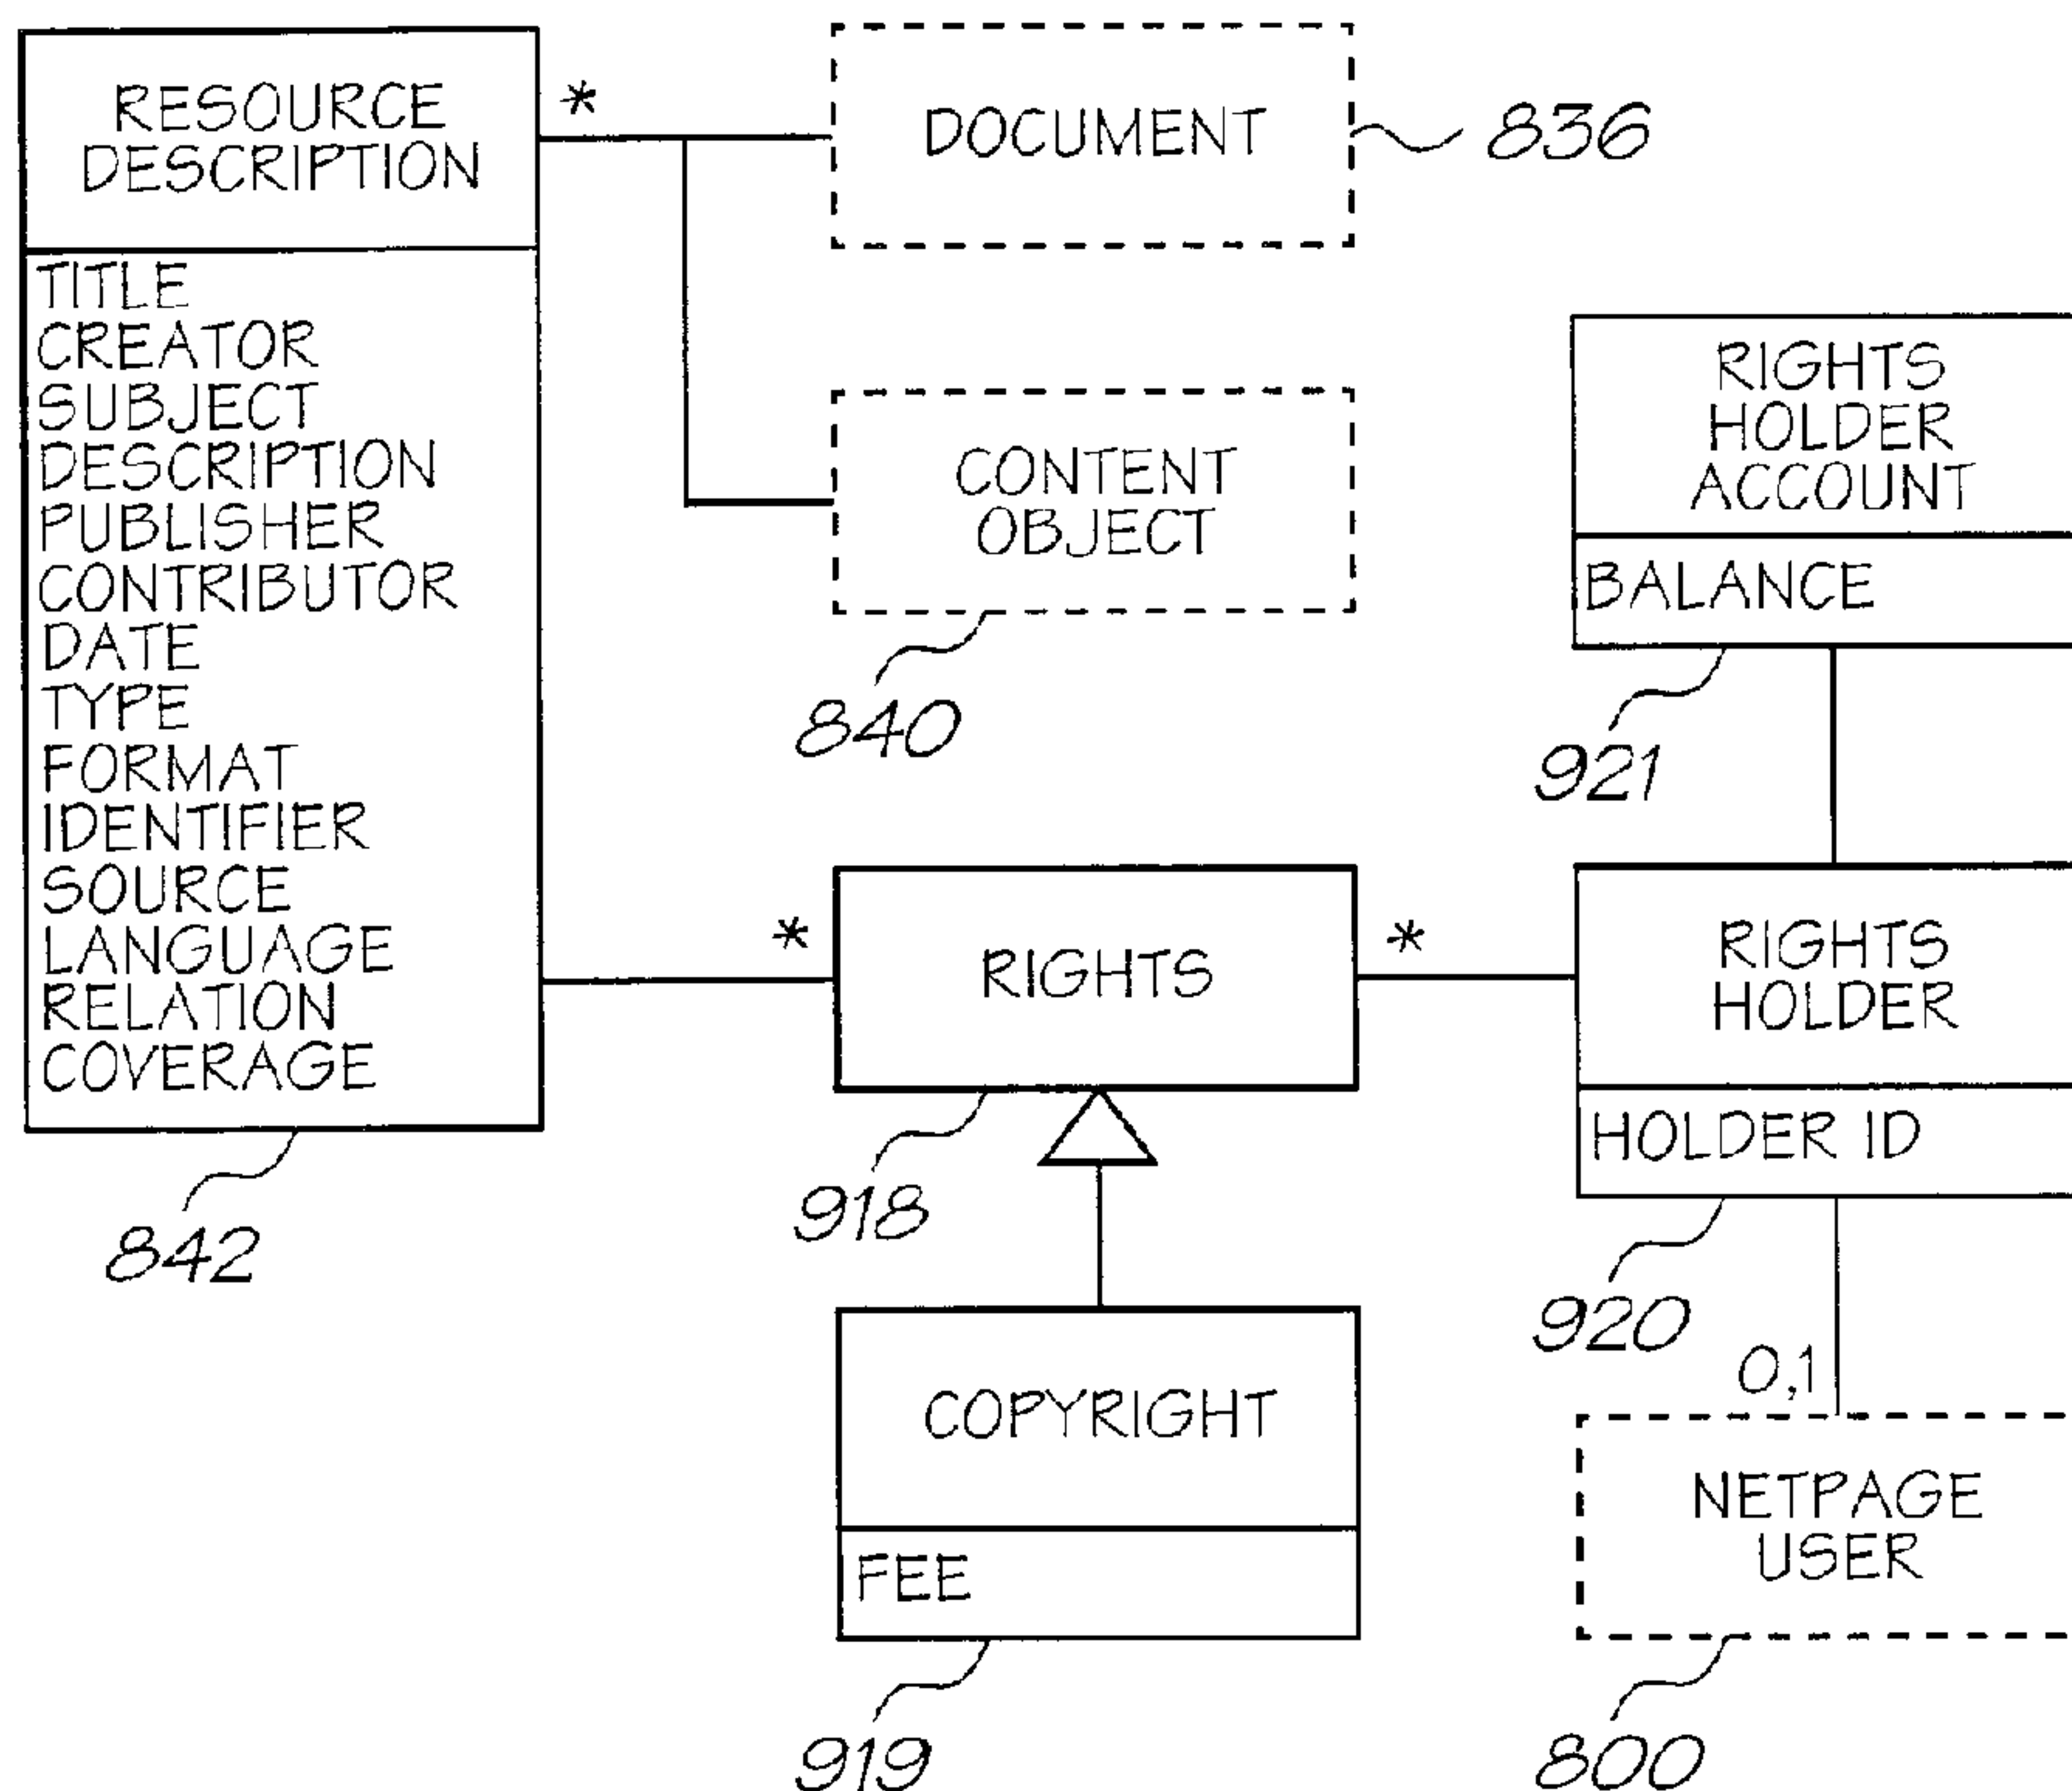 RESOURCE
DESCRIPTION
*
TITLE
CREATOR
SUBJECT
DESCRIPTION
PUBLISHER
CONTRIBUTOR
DATE
TYPE
FORMAT
IDENTIFIER
SOURCE
LANGUAGE
RELATION
COVERAGE
842
DOCUMENT
836
CONTENT
OBJECT
840
RIGHTS
HOLDER
ACCOUNT
BALANCE
921
*
RIGHTS
*
918
RIGHTS
HOLDER
HOLDER ID
920
0,1
COPYRIGHT
FEE
919
NETPAGE
USER
800